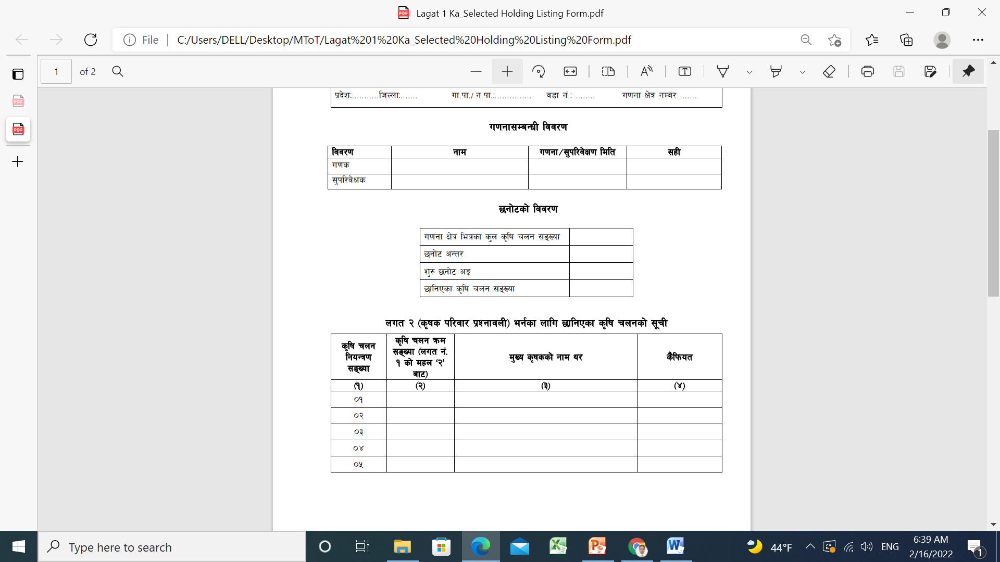 Lagat 1 Ka_Selected Holding Listing Form.pdf
File C:/Users/DELL/Desktop/MToT/Lagat%201%20Ka_Selected%20Holding%20Listing%20Form.pdf
1 of 2
प्रदेश:...........जिल्ला:....... गा.पा./ न.पा.:............... वडा नं.: ........ गणना क्षेत्र नम्बर .......
गणनासम्बन्धी विवरण
विवरण नाम गणना/सुपरिवेक्षण मिति सही
गणक
सुपरिवेक्षक
छनोटको विवरण
गणना क्षेत्र भित्रका कुल कृषि चलन सङ्ख्या
छनोट अन्तर
शुरु छनोट अङ्क
छानिएका कृषि चलन सङ्ख्या
लगत २ (कृषक परिवार प्रश्नावली) भर्नका लागि छानिएका कृषि चलनको सूची
कृषि चलन
नियन्त्रण
सङ्ख्या
कृषि चलन क्रम
सङ्ख्या (लगत नं.
१ को महल ‘२’
बाट)
मुख्य कृषकको नाम थर
कैफियत
(१) (२) (३) (४)
०१
०२
०३
०४
०५
Type here to search
44°F ENG
6:39 AM
2/16/2022
1